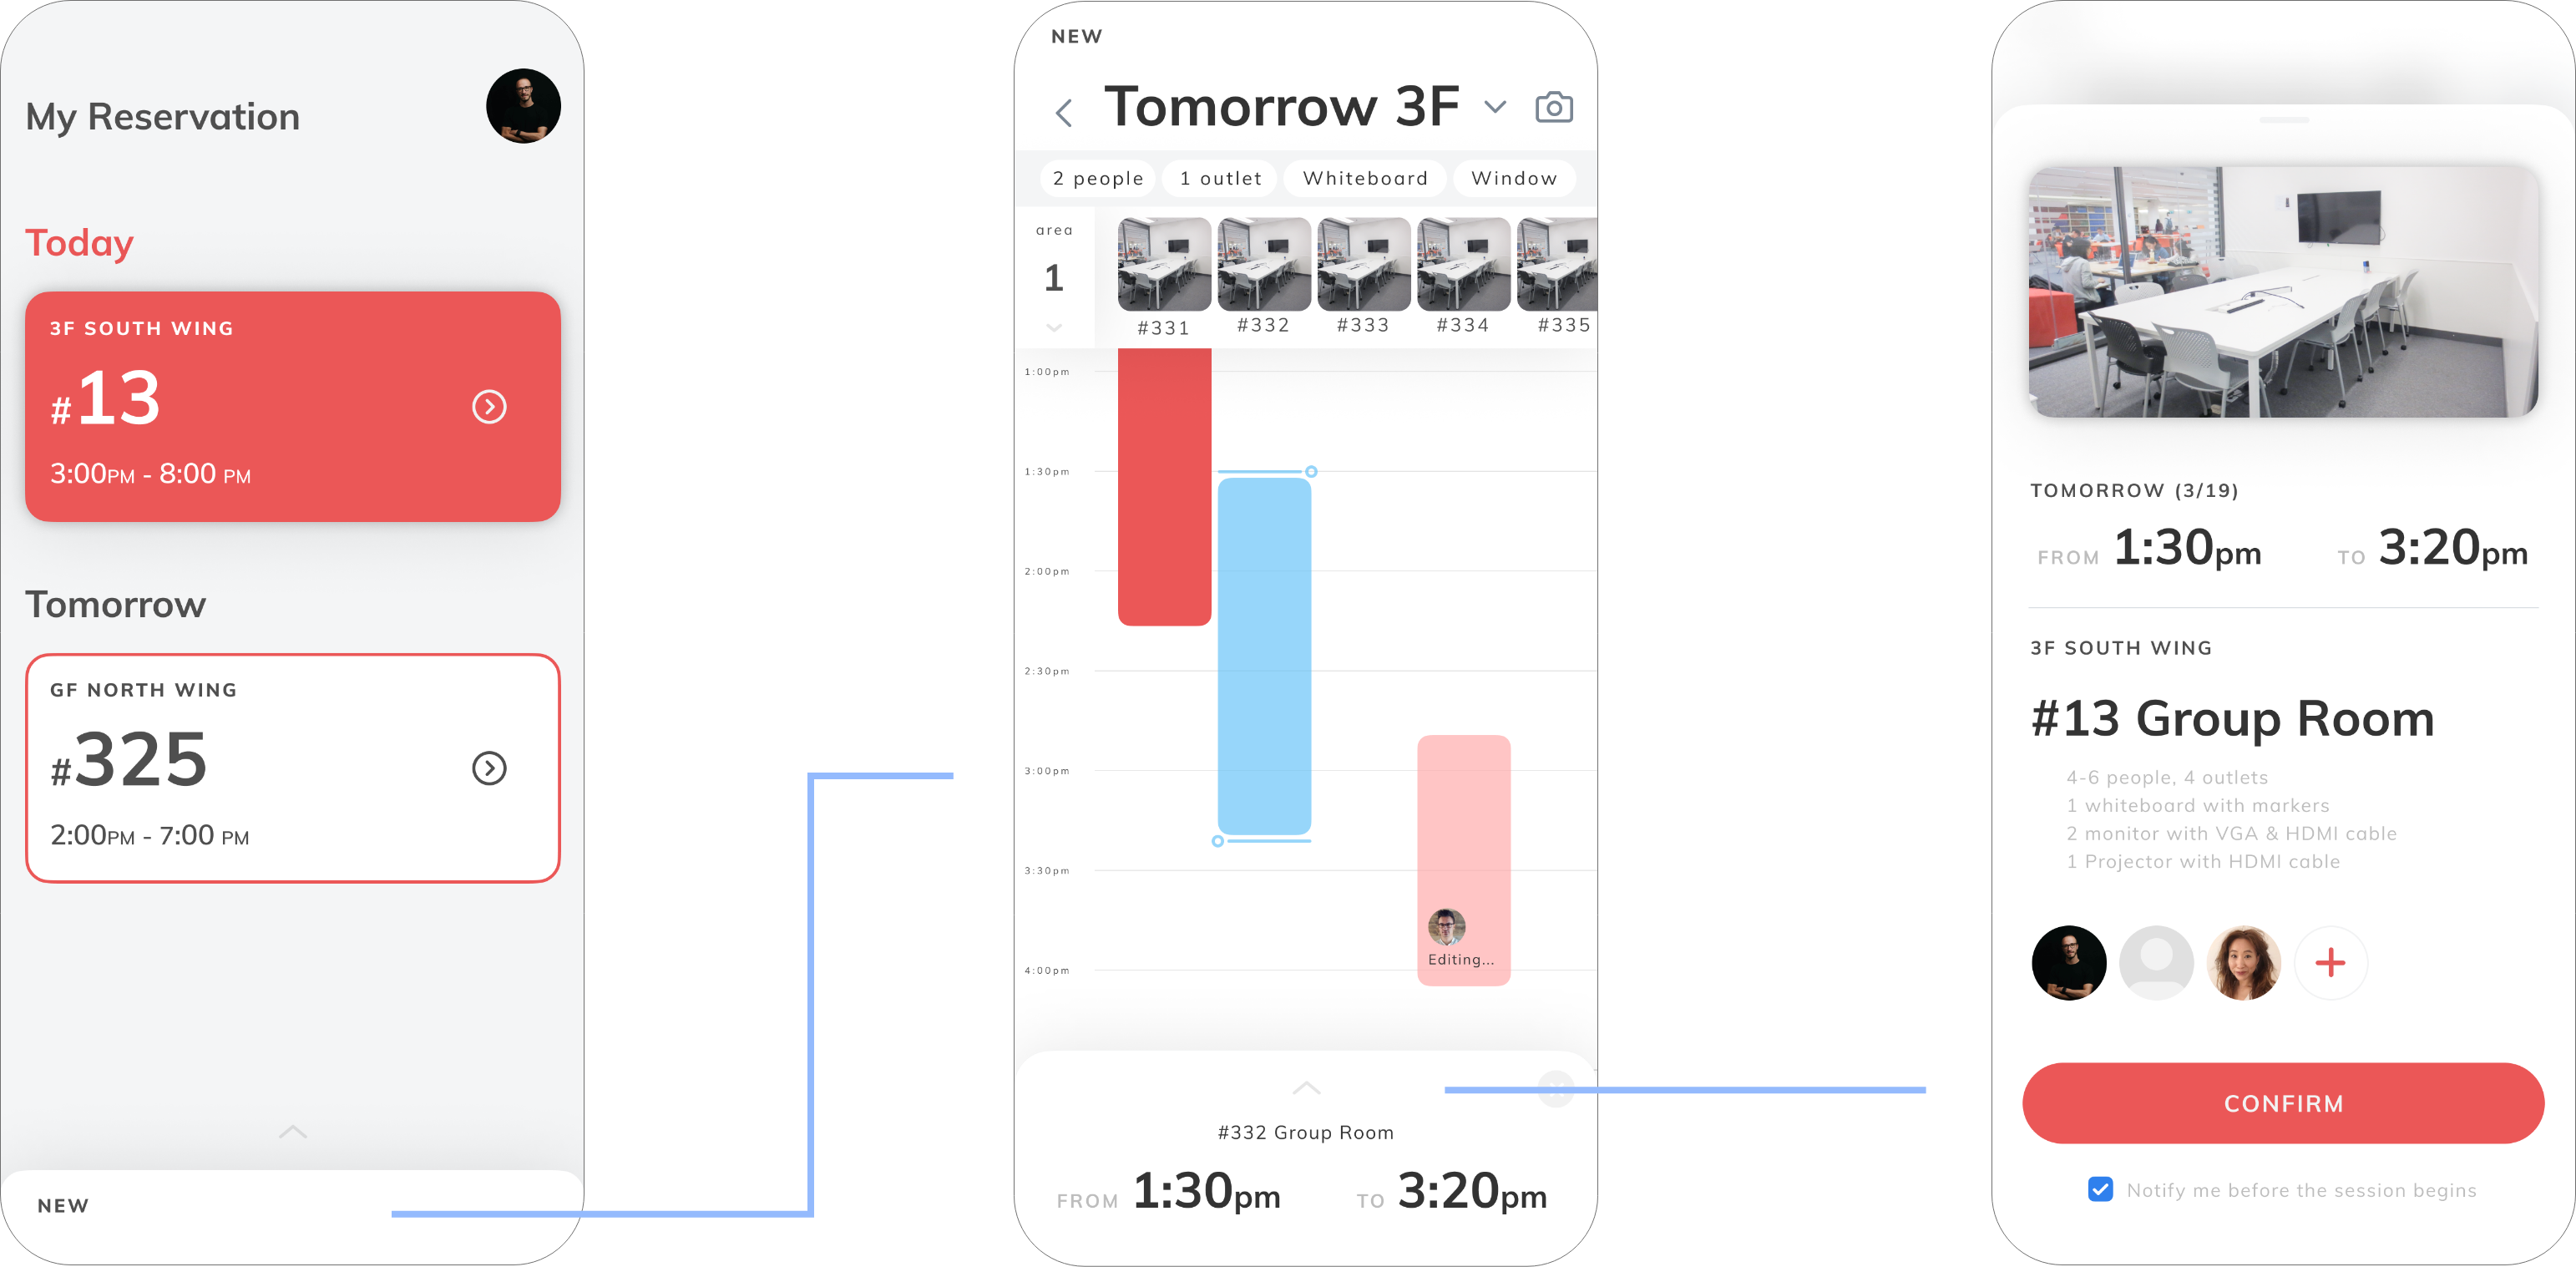 My Reservation
Today
3F SOUTH WING
#13
3:00PM - 8:00 PM
Tomorrow
GF NORTH WING
#325
2:00PM - 7:00 PM
NEW
NEW
Tomorrow 3F
2 people 1 outlet Whiteboard Window
area
1
#331 #332 #333 #334 #335
1:00pm
1:30pm
2:00pm
2:30pm
3:00pm
3:30pm
Editing...
4:00pm
#332 Group Room
FROM 1:30pm TO 3:20pm
TOMORROW (3/19)
FROM 1:30pm TO 3:20pm
3F SOUTH WING
#13 Group Room
4-6 people, 4 outlets
1 whiteboard with markers
2 monitor with VGA & HDMI cable
1 Projector with HDMI cable
CONFIRM
Notify me before the session begins